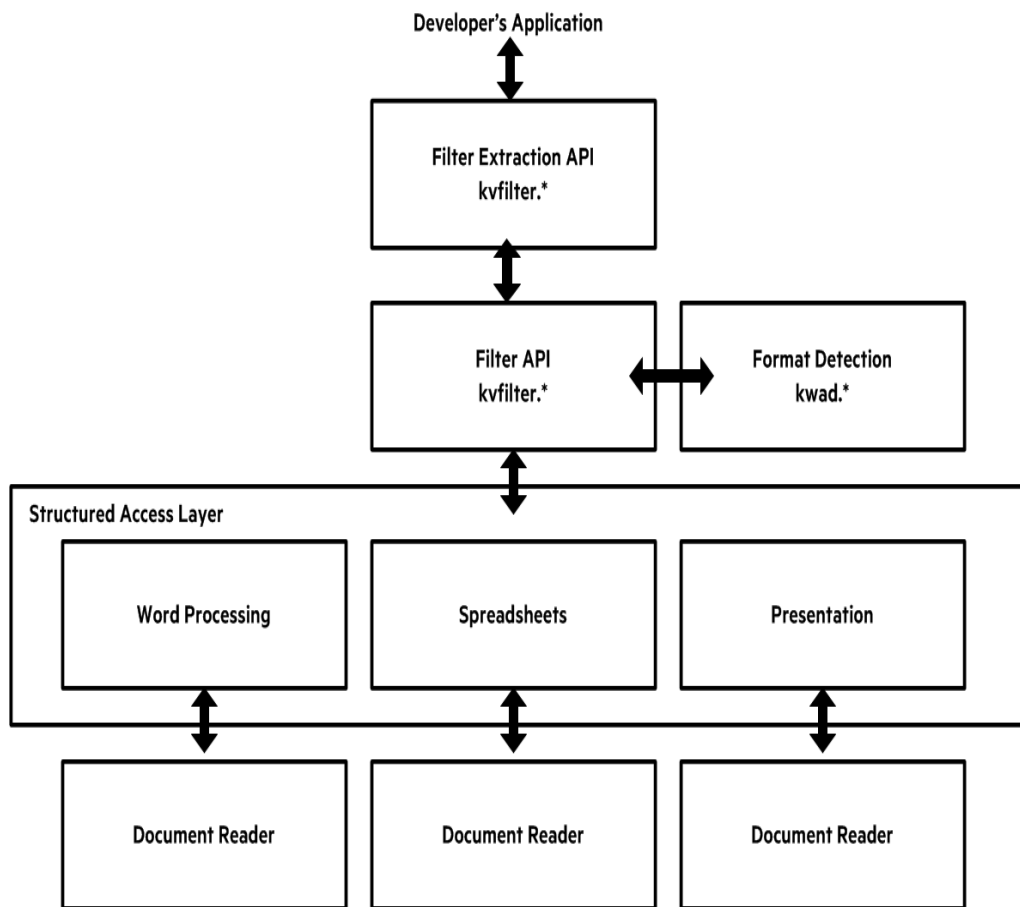 Developer's Application
Filter Extraction API
kvfilter.*
Filter API
kvfilter.*
Format Detection
kwad.*
Structured Access Layer
Word Processing
Spreadsheets
Presentation
Document Reader
Document Reader
Document Reader